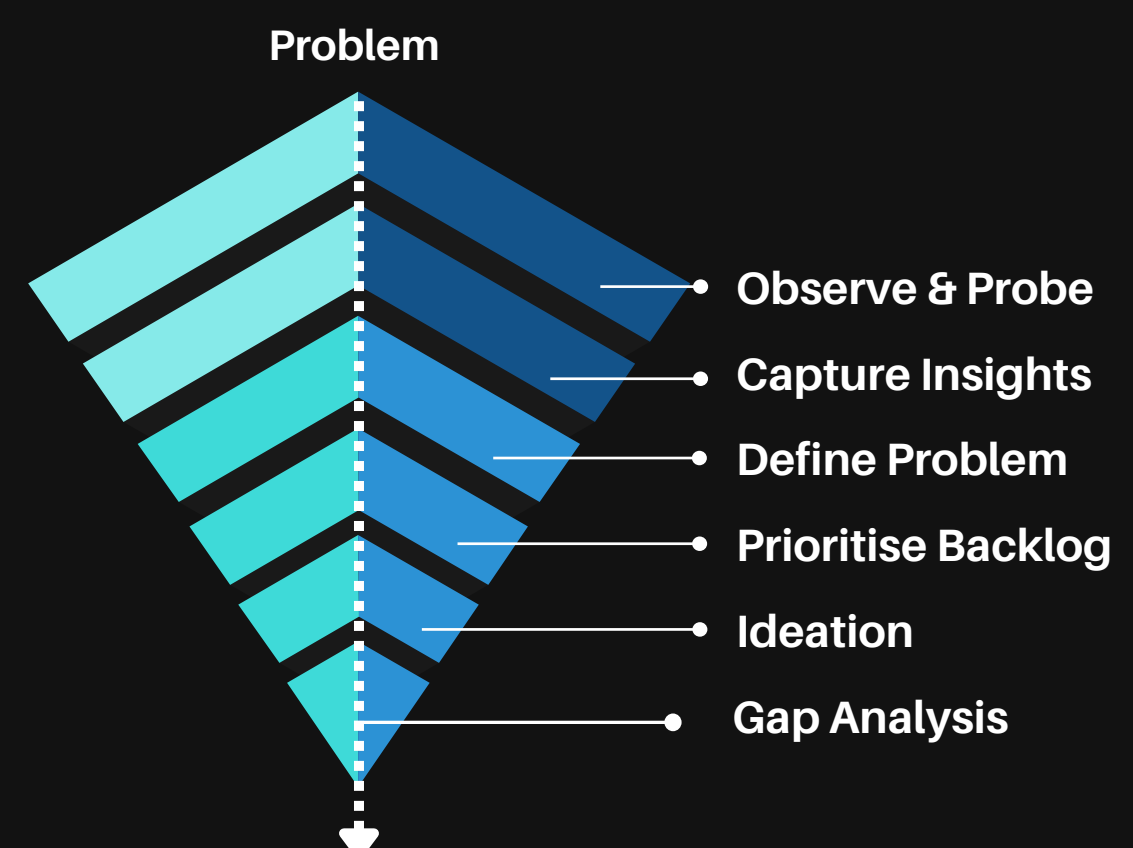 Problem
Observe & Probe
Capture Insights
Define Problem
Prioritise Backlog
Ideation
Gap Analysis